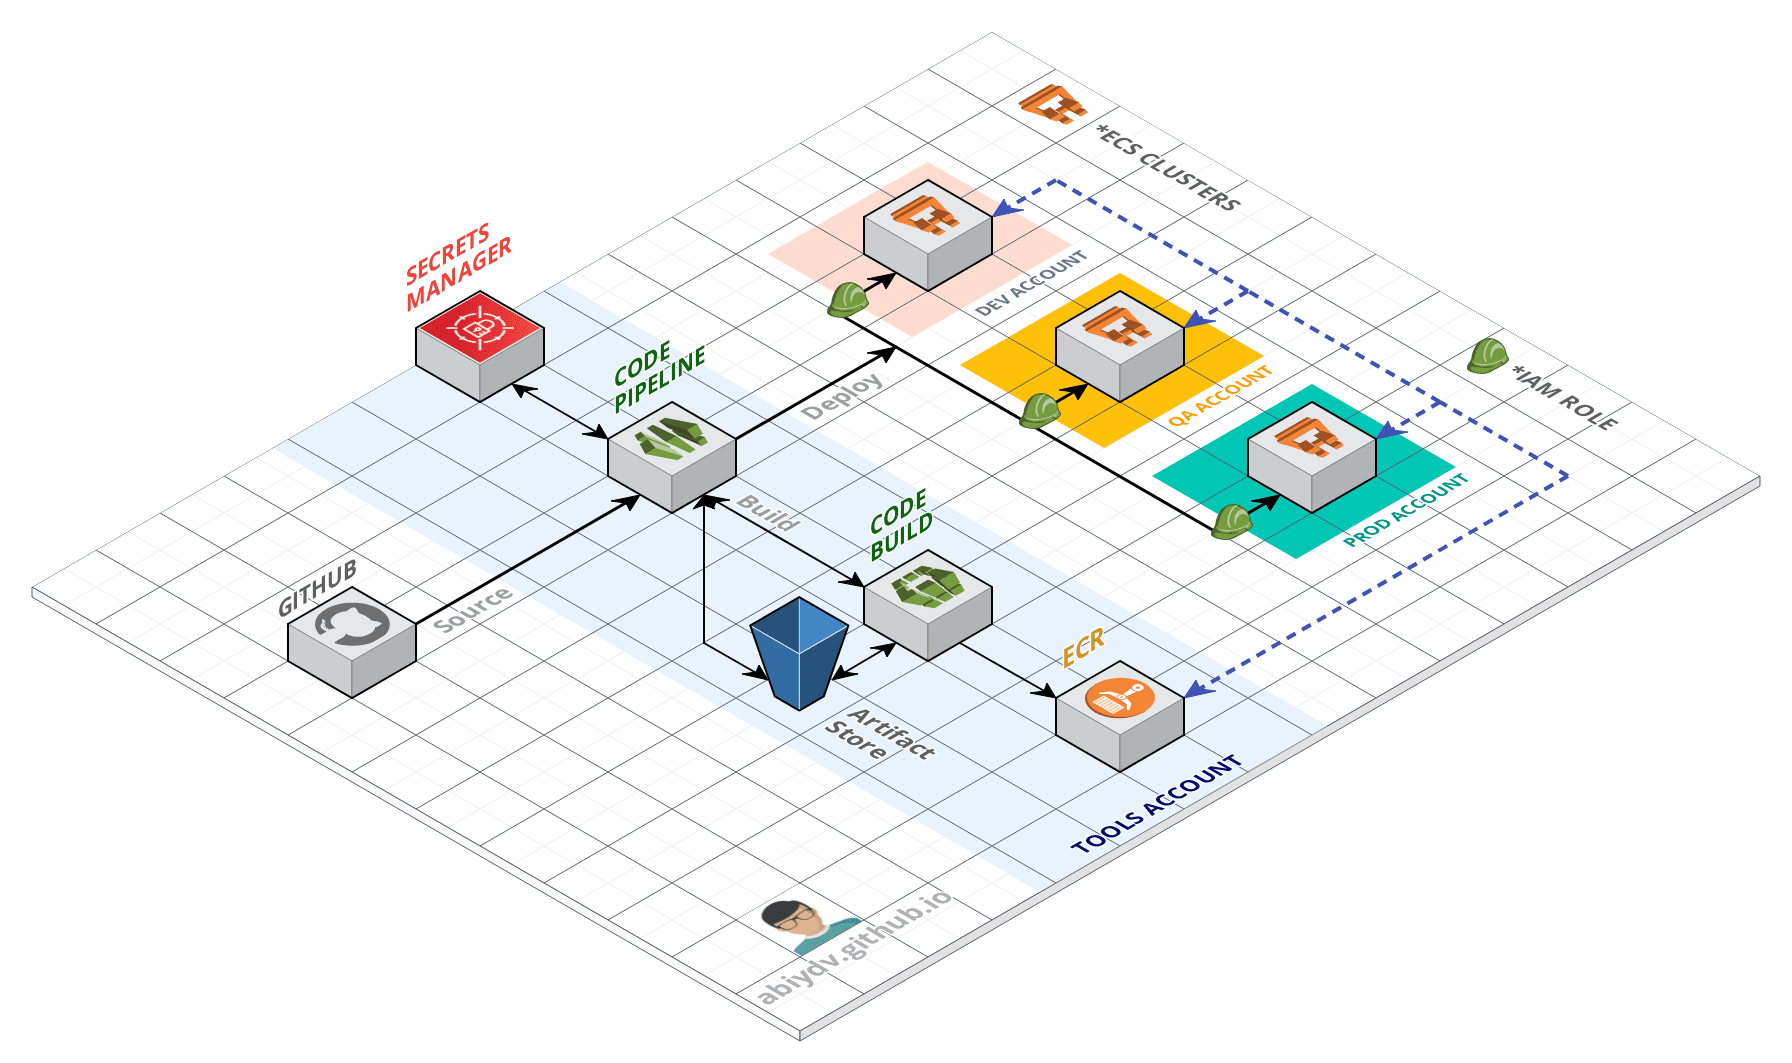 *ECS CLUSTERS
SECRETS
MANAGER
DEV ACCOUNT
CODE
PIPELINE
Deploy
QA ACCOUNT
*IAM ROLE
Build
CODE
BUILD
PROD ACCOUNT
GITHUB
Source
ECR
Artifact
Store
TOOLS ACCOUNT
abiydv.github.io